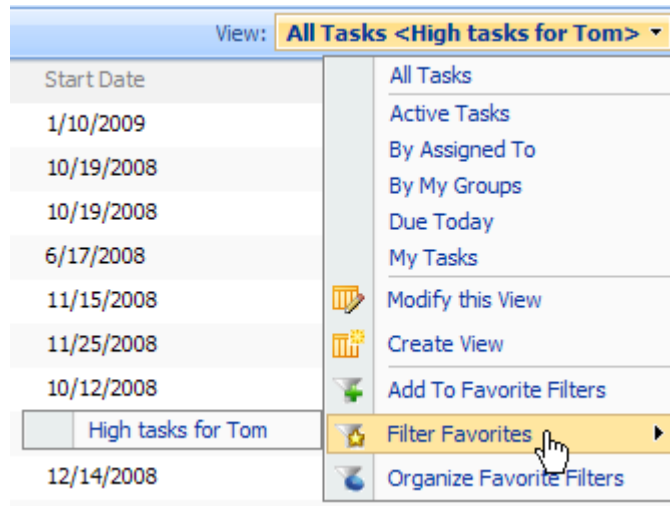 View: All Tasks <High tasks for Tom>
Start Date
1/10/2009
10/19/2008
10/19/2008
6/17/2008
11/15/2008
11/25/2008
10/12/2008
High tasks for Tom
12/14/2008
All Tasks
Active Tasks
By Assigned To
By My Groups
Due Today
My Tasks
Modify this View
Create View
Add To Favorite Filters
Filter Favorites
Organize Favorite Filters